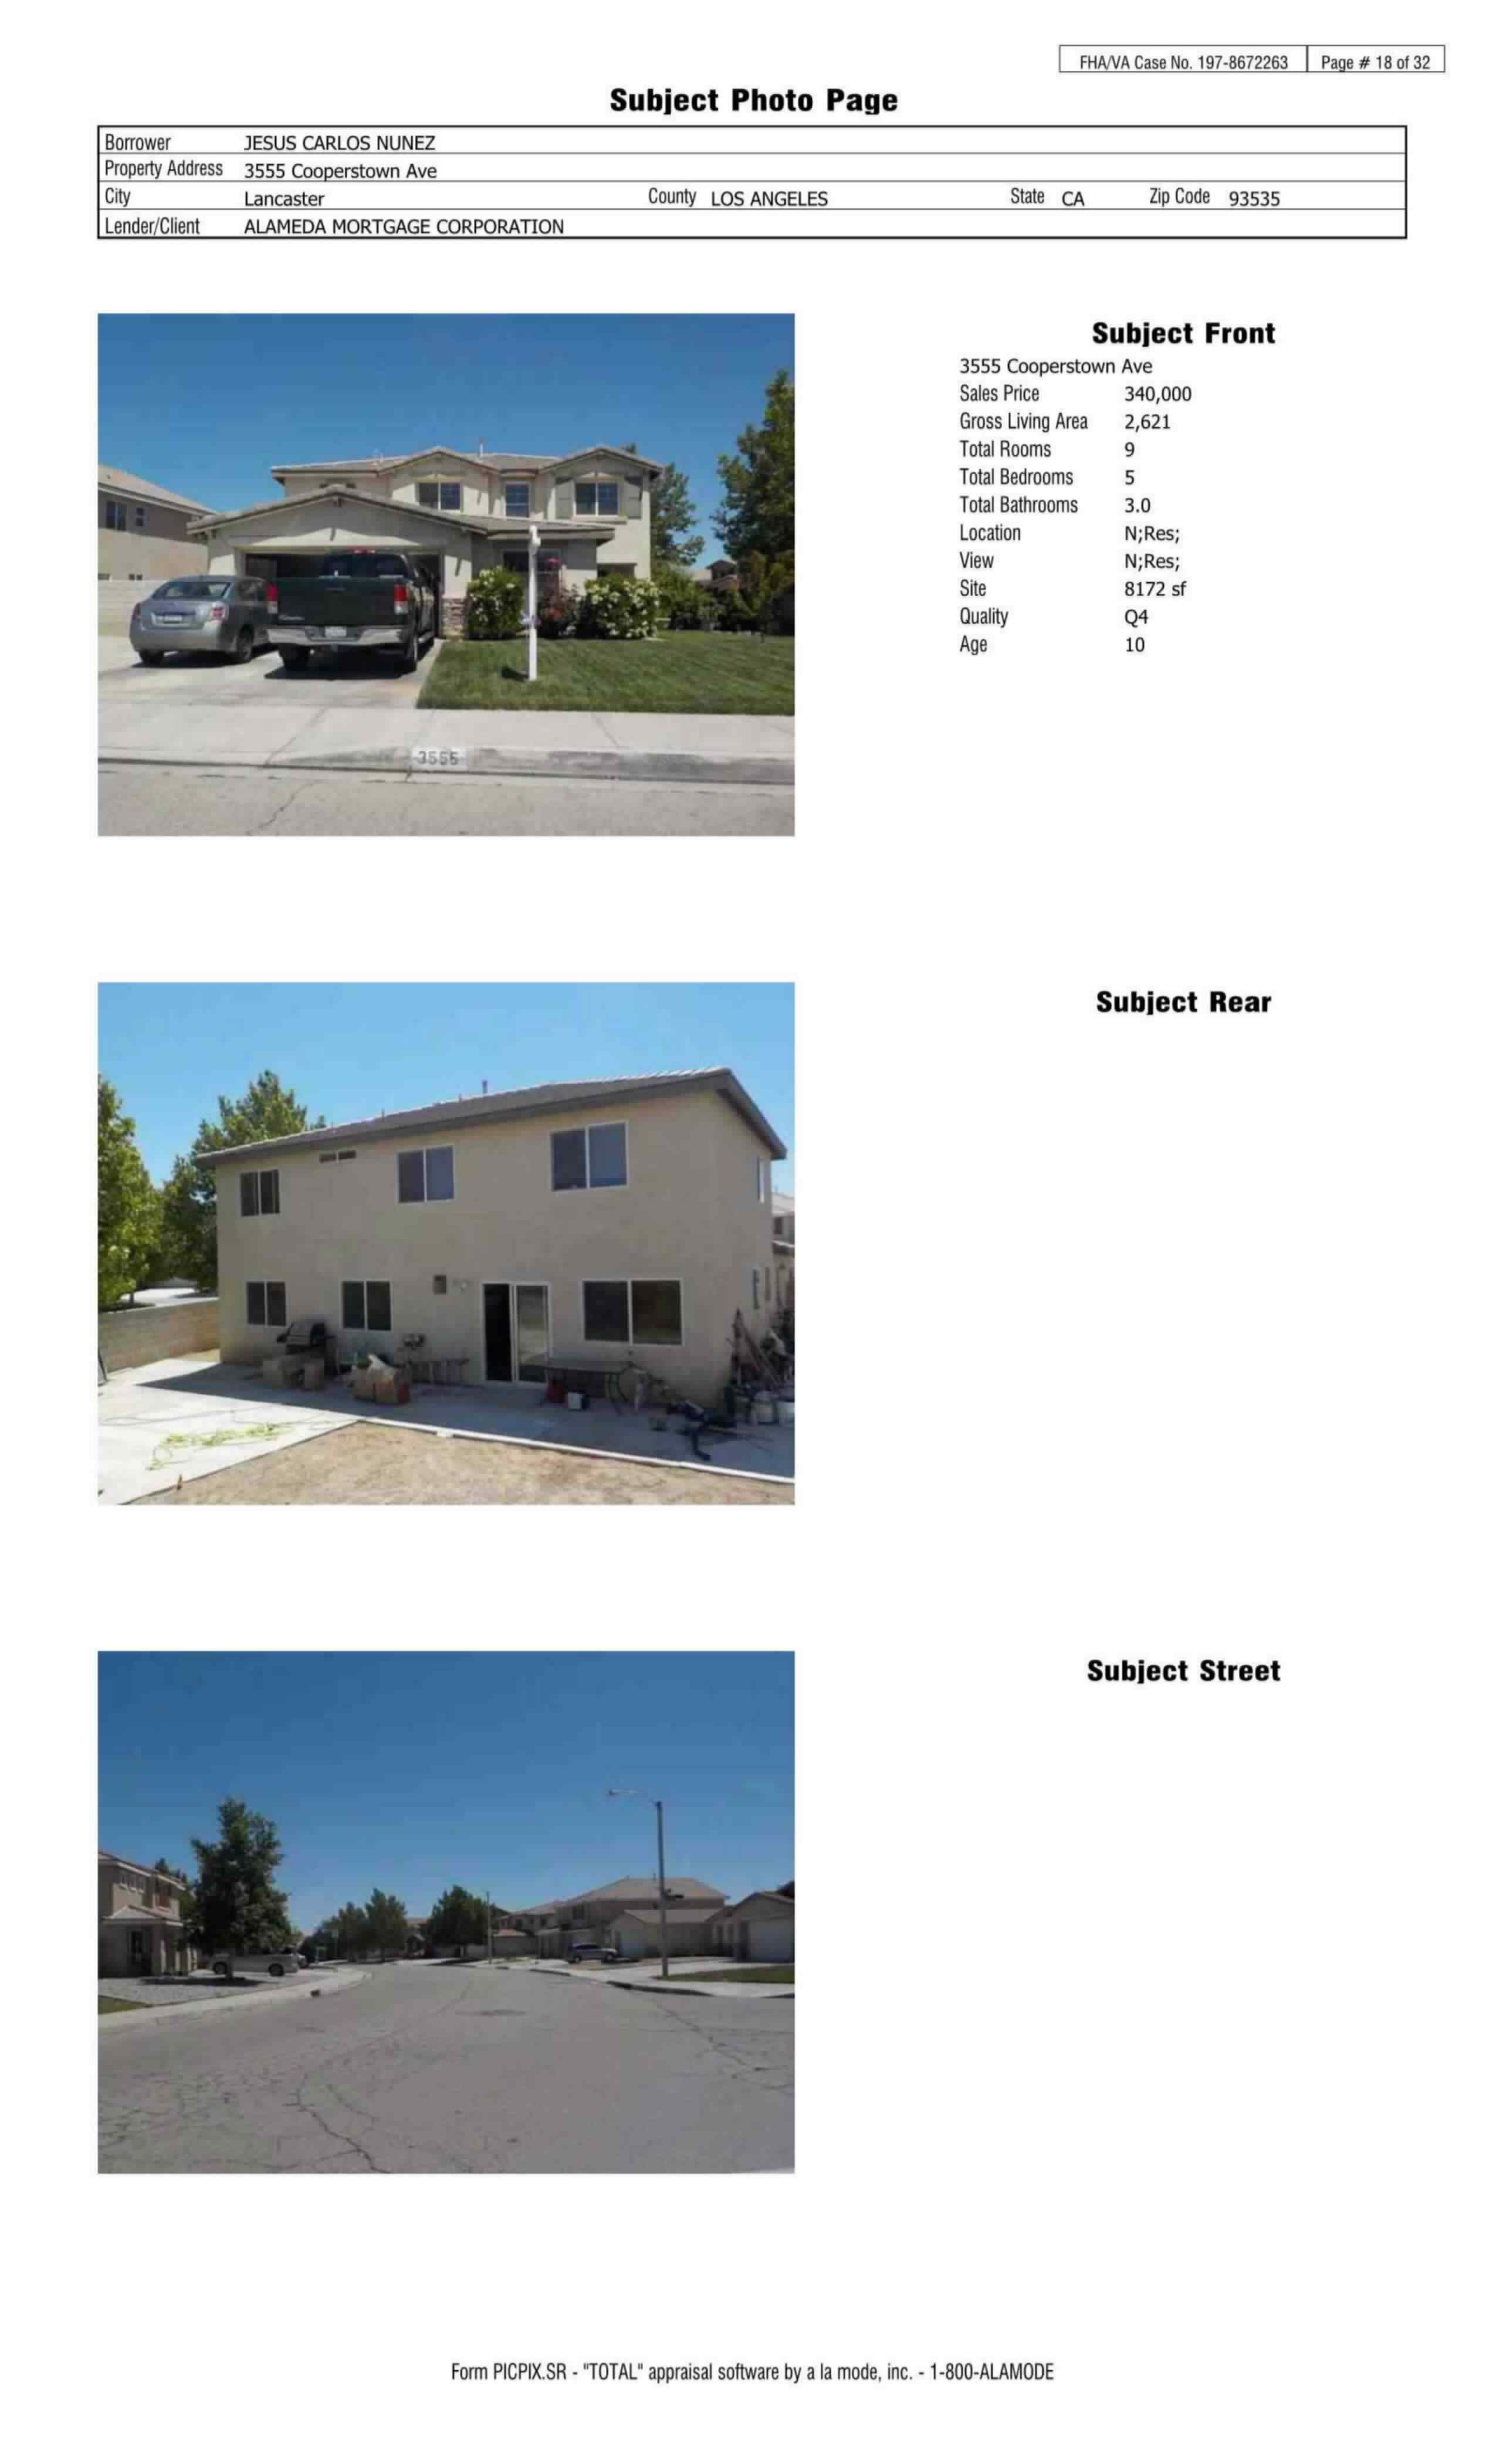 FHA/VA Case No. 197-8672263 Page # 18 of 32
Subject Photo Page
Borrower JESUS CARLOS NUNEZ
Property Address 3555 Cooperstown Ave
City Lancaster County LOS ANGELES State CA Zip Code 93535
Lender/Client ALAMEDA MORTGAGE CORPORATION
Subject Front
3555 Cooperstown Ave
Sales Price 340,000
Gross Living Area 2,621
Total Rooms 9
Total Bedrooms 5
Total Bathrooms 3.0
Location N;Res;
View N;Res;
Site 8172 sf
Quality Q4
Age 10
3555
Subject Rear
Subject Street
Form PICPIX.SR - "TOTAL" appraisal software by a la mode, inc. - 1-800-ALAMODE